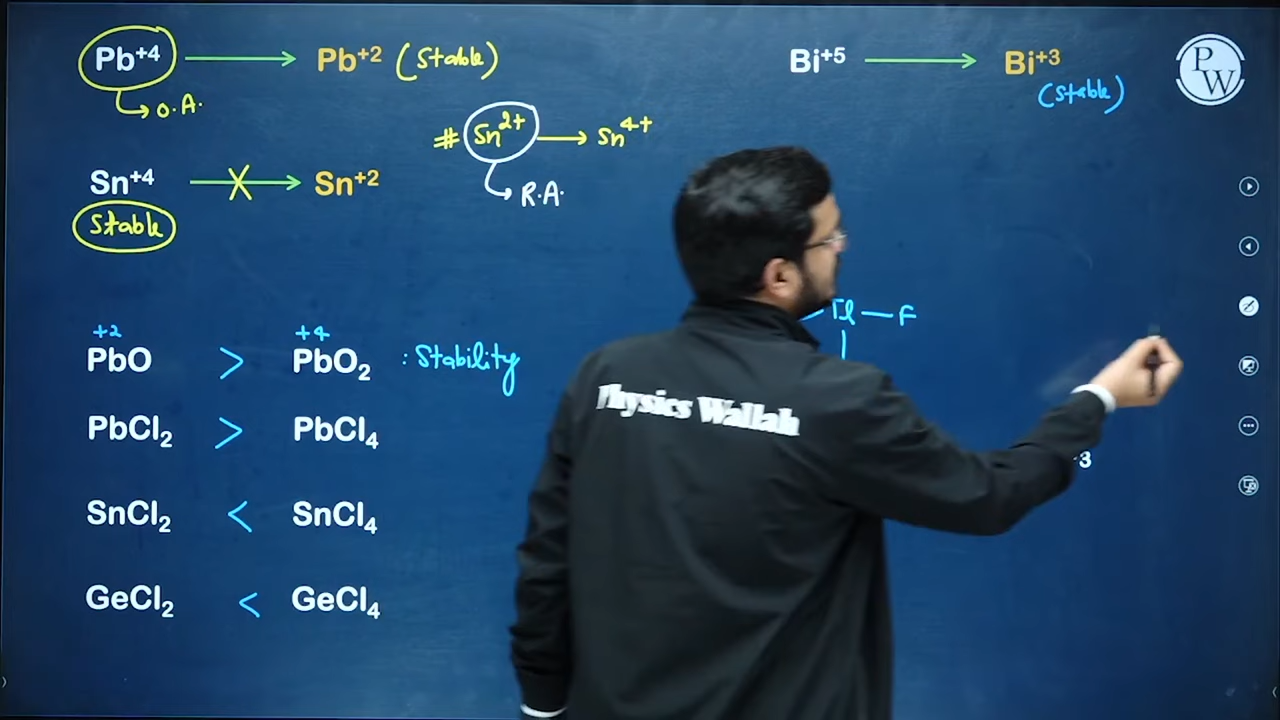 Pb+4 → Pb+2 (Stable)
↳ O.A.
# Sn2+ → Sn4+
↳ R.A.
Sn+4 → Sn+2
Stable
+2 +4
PbO > PbO2 : Stability
PbCl2 > PbCl4
SnCl2 < SnCl4
GeCl2 < GeCl4
Bi+5 → Bi+3
(Stable)
P
W
Tl — F
3
Physics Wallah